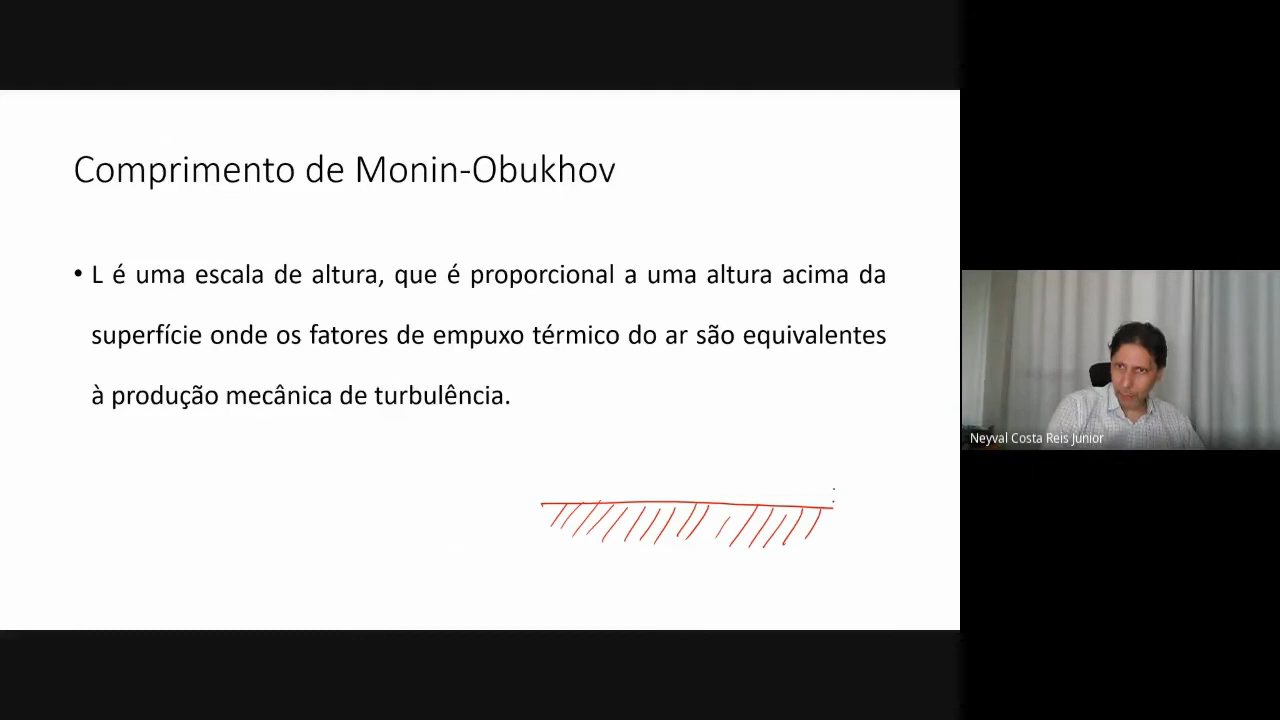 Comprimento de Monin-Obukhov
• L é uma escala de altura, que é proporcional a uma altura acima da
superfície onde os fatores de empuxo térmico do ar são equivalentes
à produção mecânica de turbulência.
Neyval Costa Reis Junior